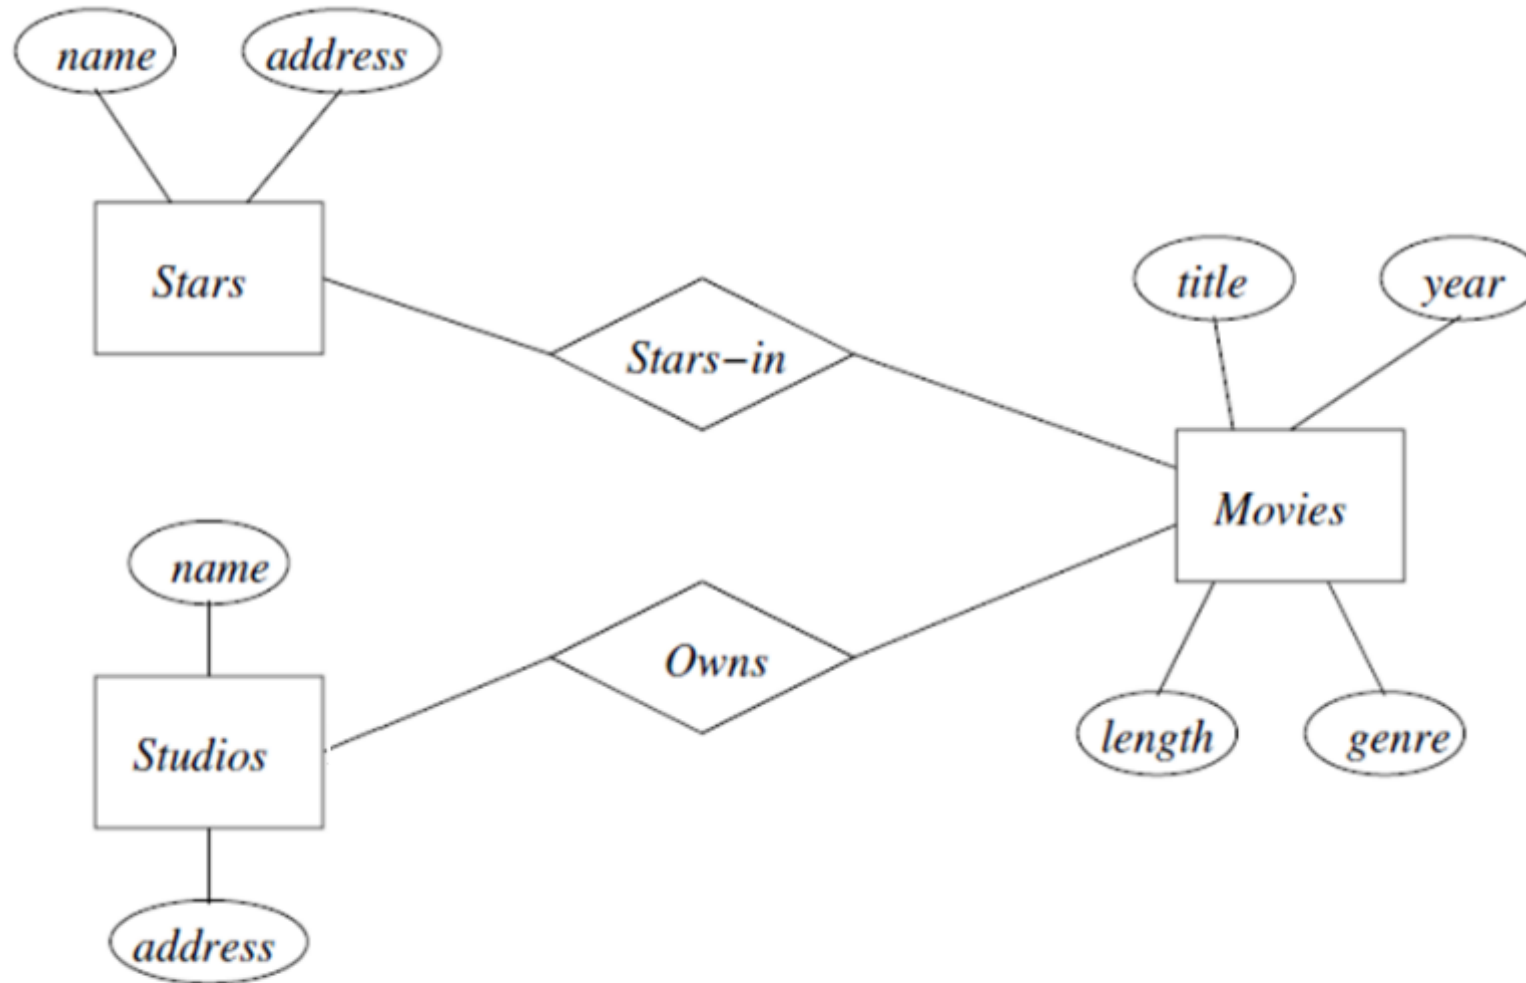 name
address
Stars
Stars–in
title
year
Movies
name
Owns
Studios
length
genre
address